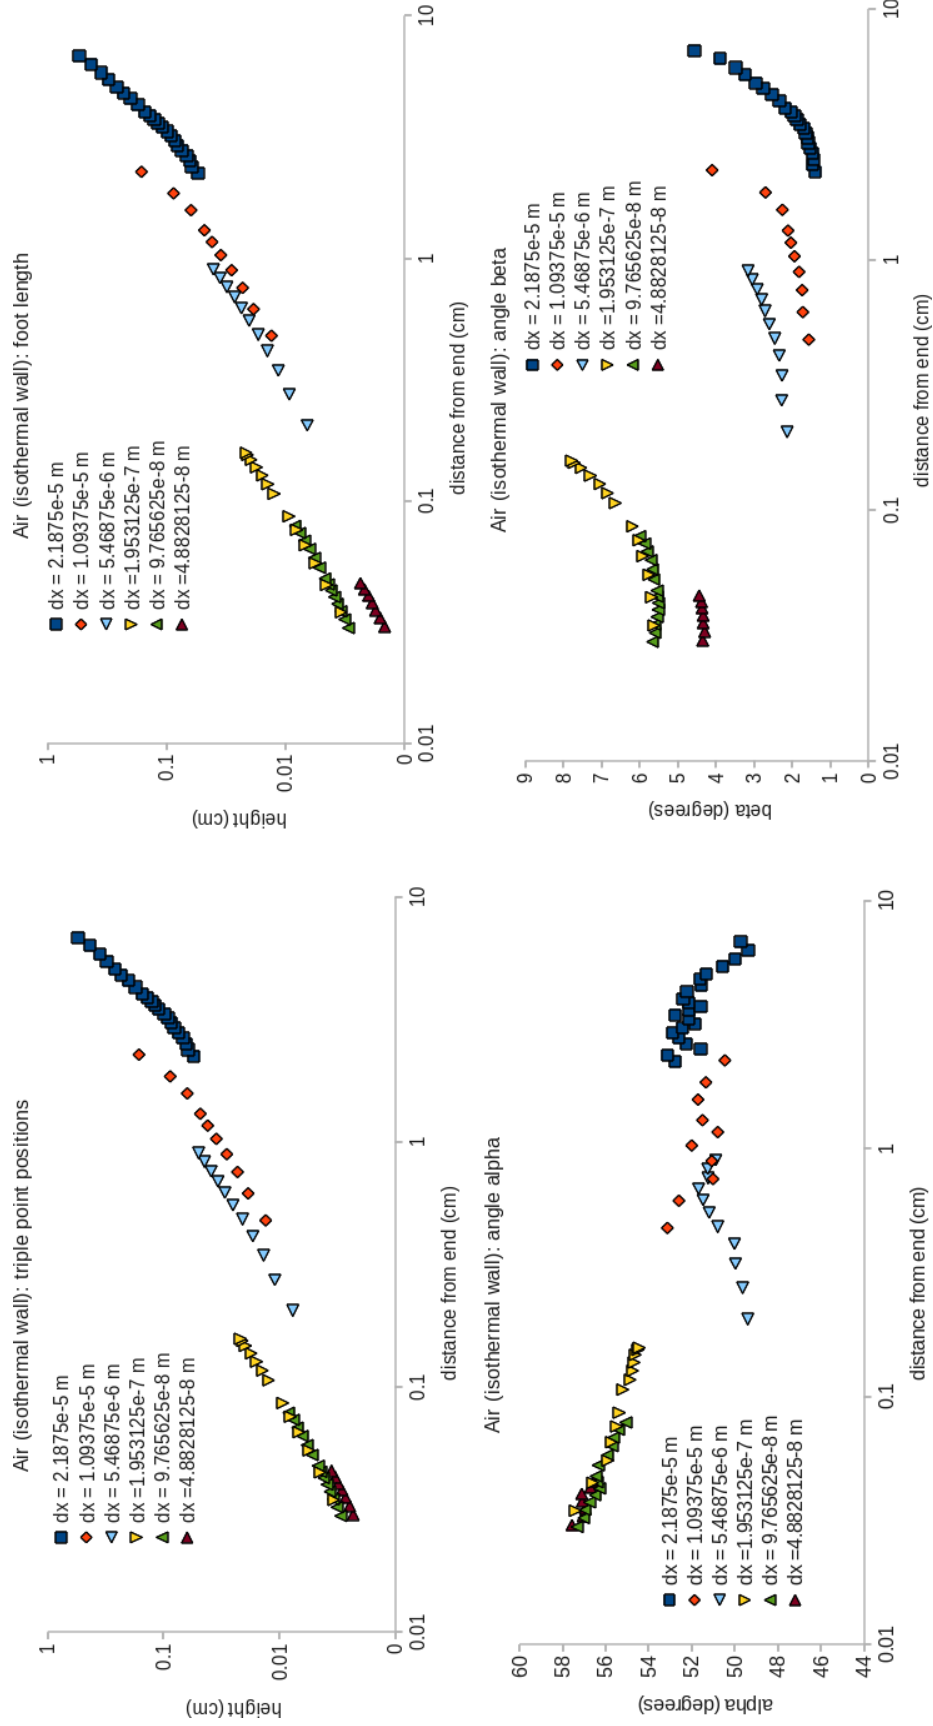 Air (isothermal wall): triple point positions
dx = 2.1875e-5 m
dx = 1.09375e-5 m
dx = 5.46875e-6 m
dx =1.953125e-7 m
dx = 9.765625e-8 m
dx =4.8828125-8 m
1
0.1
0.01
0
height (cm)
0.01
0.1
1
10
distance from end (cm)
Air (isothermal wall): foot length
dx = 2.1875e-5 m
dx = 1.09375e-5 m
dx = 5.46875e-6 m
dx =1.953125e-7 m
dx = 9.765625e-8 m
dx =4.8828125-8 m
1
0.1
0.01
0
height (cm)
0.01
0.1
1
10
distance from end (cm)
Air (isothermal wall): angle alpha
60
58
56
54
52
50
48
46
44
alpha (degrees)
dx = 2.1875e-5 m
dx = 1.09375e-5 m
dx = 5.46875e-6 m
dx =1.953125e-7 m
dx = 9.765625e-8 m
dx =4.8828125-8 m
0.01
0.1
1
10
distance from end (cm)
Air (isothermal wall): angle beta
dx = 2.1875e-5 m
dx = 1.09375e-5 m
dx = 5.46875e-6 m
dx =1.953125e-7 m
dx = 9.765625e-8 m
dx =4.8828125-8 m
9
8
7
6
5
4
3
2
1
0
beta (degrees)
0.01
0.1
1
10
distance from end (cm)